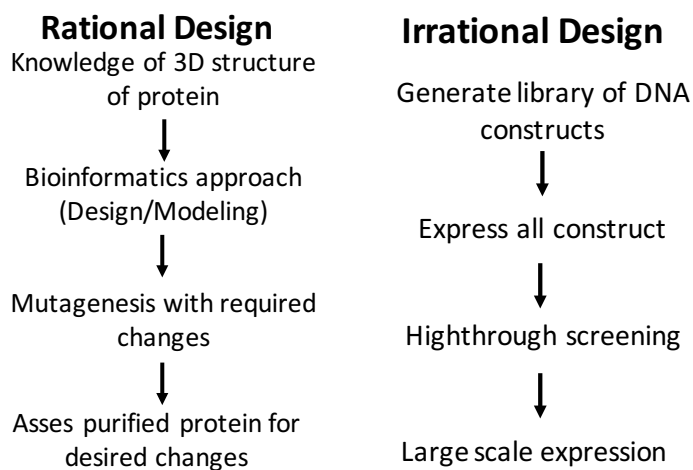 Rational Design
Knowledge of 3D structure
of protein
Bioinformatics approach
(Design/Modeling)
Mutagenesis with required
changes
Asses purified protein for
desired changes
Irrational Design
Generate library of DNA
constructs
Express all construct
Highthrough screening
Large scale expression